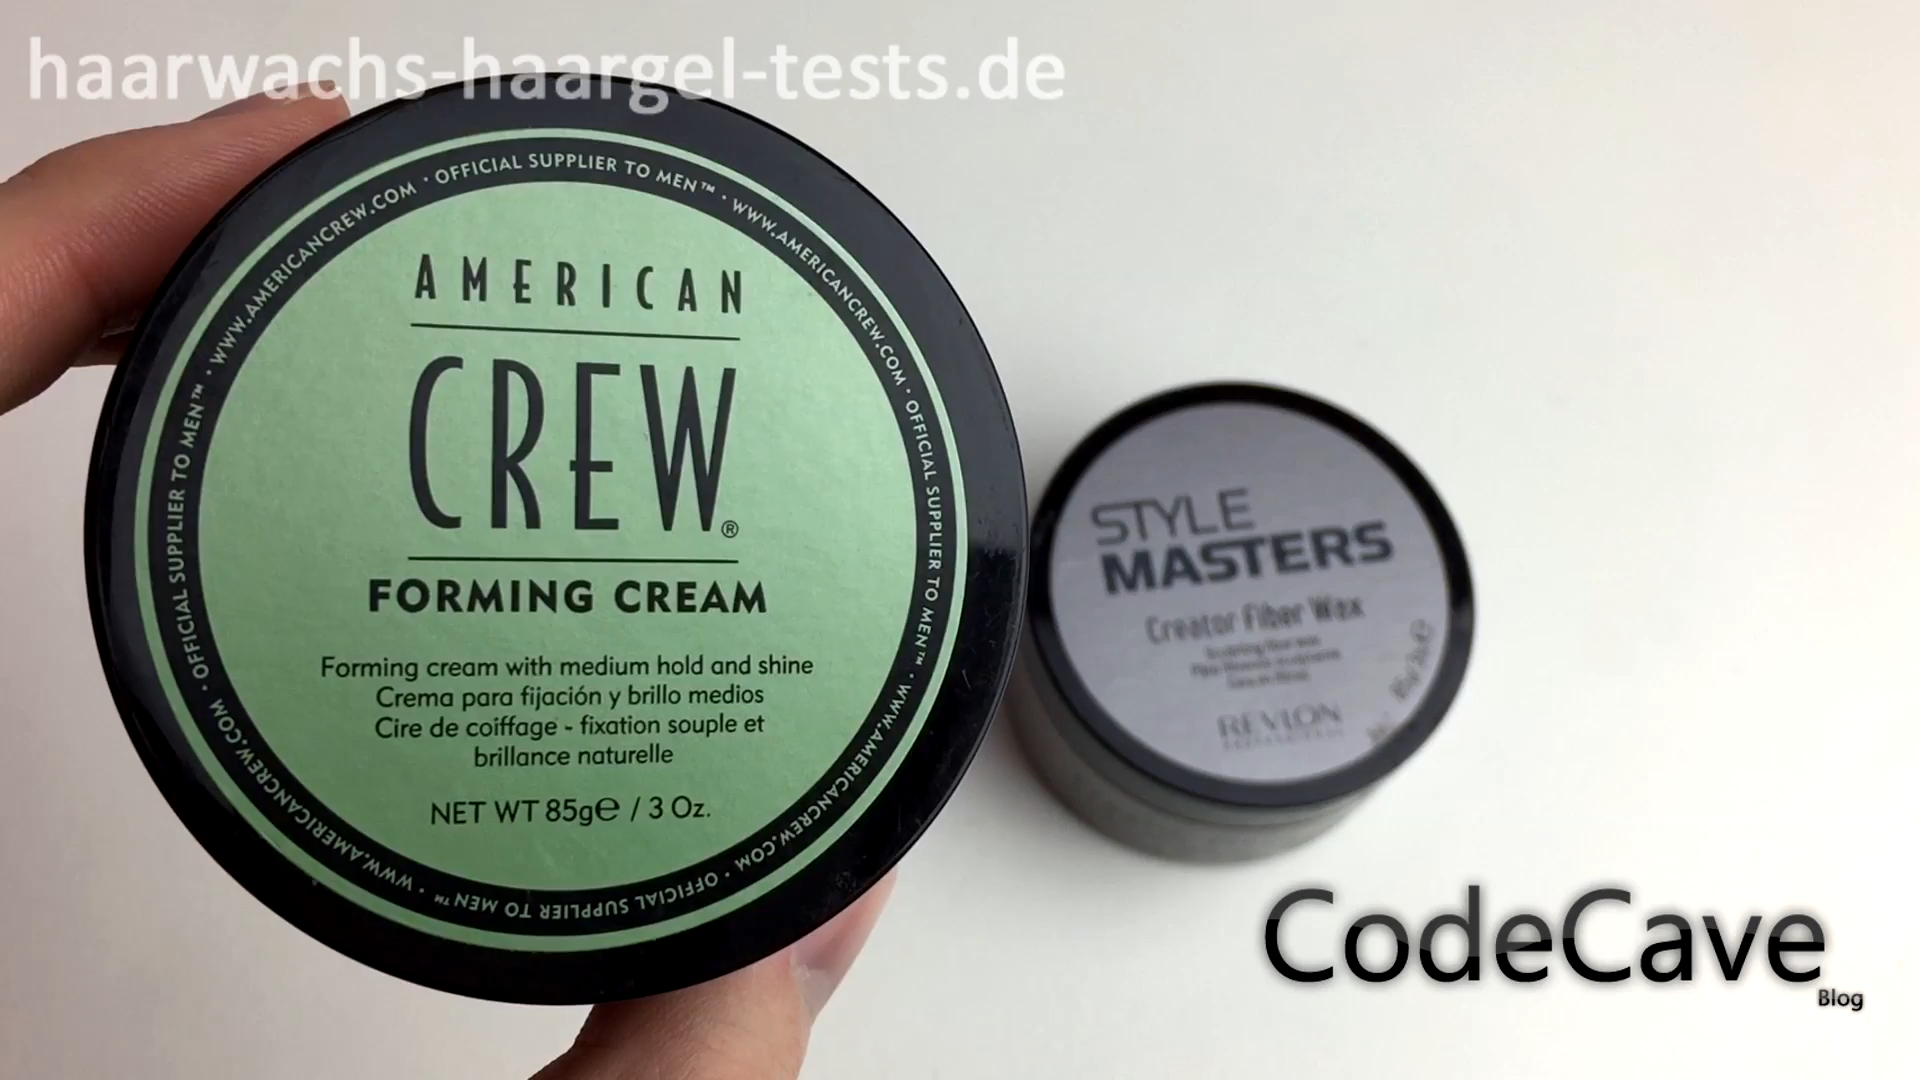 haarwachs-haargel-tests.de
WWW.AMERICANCREW.COM · OFFICIAL SUPPLIER TO MEN™ · WWW.AMERICANCREW.COM · OFFICIAL SUPPLIER TO MEN™ · WWW.AMERICANCREW.COM · OFFICIAL SUPPLIER TO MEN™ · WWW.AMERICANCREW.COM · OFFICIAL SUPPLIER TO MEN™ ·
AMERICAN
CREW®
FORMING CREAM
Forming cream with medium hold and shine
Crema para fijación y brillo medios
Cire de coiffage - fixation souple et
brillance naturelle
NET WT 85g℮ / 3 Oz.
STYLE
MASTERS
Creator Fiber Wax
REVLON
CodeCave
Blog